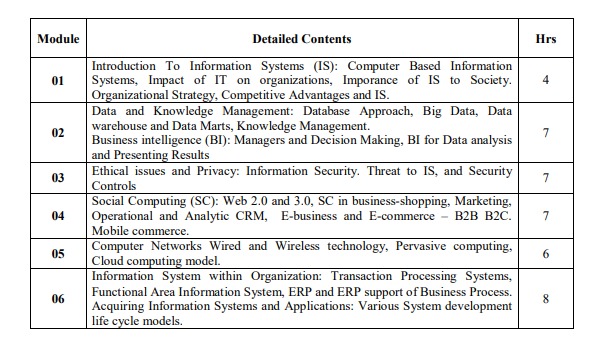 Module Detailed Contents Hrs
Introduction To Information Systems (IS): Computer Based Information
01 Systems, Impact of IT on organizations, Imporance of IS to Society. 4
Organizational Strategy, Competitive Advantages and IS.
Data and Knowledge Management: Database Approach, Big Data, Data
warehouse and Data Marts, Knowledge Management.
02 7
Business intelligence (BI): Managers and Decision Making, BI for Data analysis
and Presenting Results
03 Ethical issues and Privacy: Information Security. Threat to IS, and Security 7
Controls
Social Computing (SC): Web 2.0 and 3.0, SC in business-shopping, Marketing,
04 Operational and Analytic CRM, E-business and E-commerce – B2B B2C. 7
Mobile commerce.
05 Computer Networks Wired and Wireless technology, Pervasive computing, 6
Cloud computing model.
Information System within Organization: Transaction Processing Systems,
Functional Area Information System, ERP and ERP support of Business Process.
06 8
Acquiring Information Systems and Applications: Various System development
life cycle models.